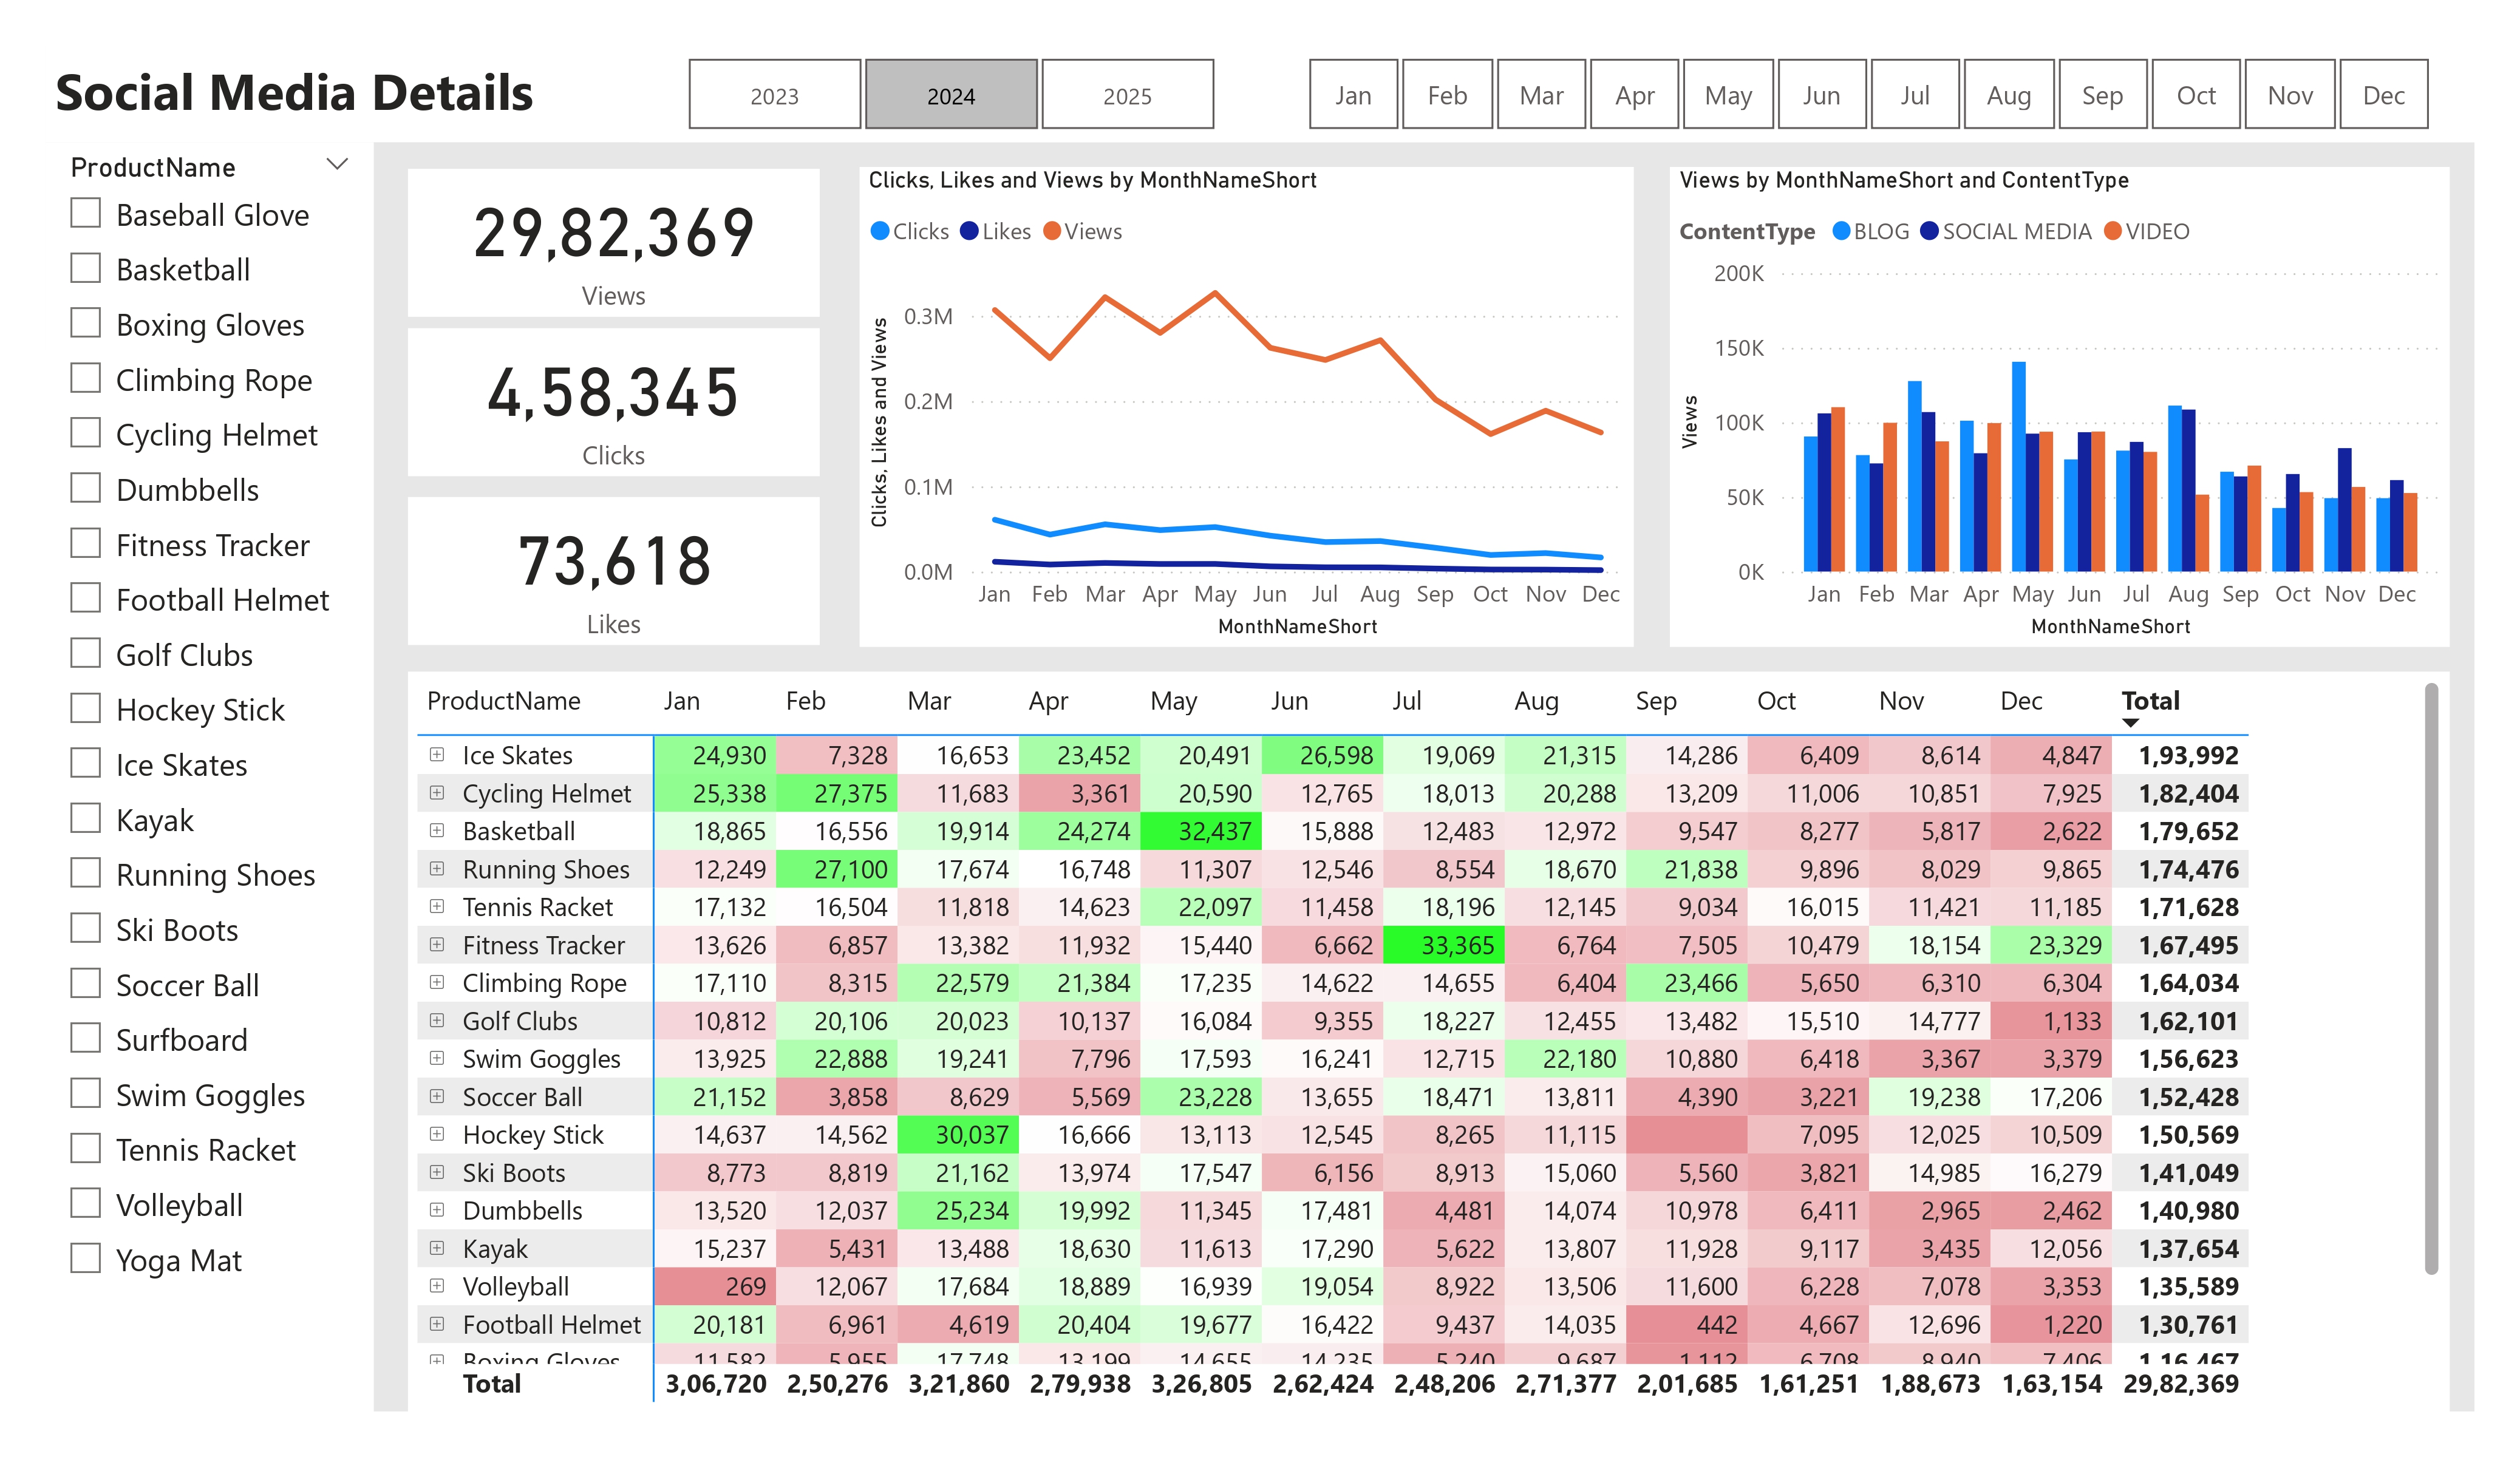 Social Media Details
2023 2024 2025
Jan Feb Mar Apr May Jun Jul Aug Sep Oct Nov Dec
ProductName
Baseball Glove
Basketball
Boxing Gloves
Climbing Rope
Cycling Helmet
Dumbbells
Fitness Tracker
Football Helmet
Golf Clubs
Hockey Stick
Ice Skates
Kayak
Running Shoes
Ski Boots
Soccer Ball
Surfboard
Swim Goggles
Tennis Racket
Volleyball
Yoga Mat
29,82,369
Views
4,58,345
Clicks
73,618
Likes
Clicks, Likes and Views by MonthNameShort
Clicks Likes Views
Clicks, Likes and Views
0.3M
0.2M
0.1M
0.0M
Jan Feb Mar Apr May Jun Jul Aug Sep Oct Nov Dec
MonthNameShort
Views by MonthNameShort and ContentType
ContentType BLOG SOCIAL MEDIA VIDEO
Views
200K
150K
100K
50K
0K
Jan Feb Mar Apr May Jun Jul Aug Sep Oct Nov Dec
MonthNameShort
ProductName Jan Feb Mar Apr May Jun Jul Aug Sep Oct Nov Dec Total
Ice Skates 24,930 7,328 16,653 23,452 20,491 26,598 19,069 21,315 14,286 6,409 8,614 4,847 1,93,992
Cycling Helmet 25,338 27,375 11,683 3,361 20,590 12,765 18,013 20,288 13,209 11,006 10,851 7,925 1,82,404
Basketball 18,865 16,556 19,914 24,274 32,437 15,888 12,483 12,972 9,547 8,277 5,817 2,622 1,79,652
Running Shoes 12,249 27,100 17,674 16,748 11,307 12,546 8,554 18,670 21,838 9,896 8,029 9,865 1,74,476
Tennis Racket 17,132 16,504 11,818 14,623 22,097 11,458 18,196 12,145 9,034 16,015 11,421 11,185 1,71,628
Fitness Tracker 13,626 6,857 13,382 11,932 15,440 6,662 33,365 6,764 7,505 10,479 18,154 23,329 1,67,495
Climbing Rope 17,110 8,315 22,579 21,384 17,235 14,622 14,655 6,404 23,466 5,650 6,310 6,304 1,64,034
Golf Clubs 10,812 20,106 20,023 10,137 16,084 9,355 18,227 12,455 13,482 15,510 14,777 1,133 1,62,101
Swim Goggles 13,925 22,888 19,241 7,796 17,593 16,241 12,715 22,180 10,880 6,418 3,367 3,379 1,56,623
Soccer Ball 21,152 3,858 8,629 5,569 23,228 13,655 18,471 13,811 4,390 3,221 19,238 17,206 1,52,428
Hockey Stick 14,637 14,562 30,037 16,666 13,113 12,545 8,265 11,115 7,095 12,025 10,509 1,50,569
Ski Boots 8,773 8,819 21,162 13,974 17,547 6,156 8,913 15,060 5,560 3,821 14,985 16,279 1,41,049
Dumbbells 13,520 12,037 25,234 19,992 11,345 17,481 4,481 14,074 10,978 6,411 2,965 2,462 1,40,980
Kayak 15,237 5,431 13,488 18,630 11,613 17,290 5,622 13,807 11,928 9,117 3,435 12,056 1,37,654
Volleyball 269 12,067 17,684 18,889 16,939 19,054 8,922 13,506 11,600 6,228 7,078 3,353 1,35,589
Football Helmet 20,181 6,961 4,619 20,404 19,677 16,422 9,437 14,035 442 4,667 12,696 1,220 1,30,761
Boxing Gloves 11,582 5,955 17,748 13,199 14,655 14,235 5,240 9,687 1,112 6,708 8,940 7,406 1,16,467
Total 3,06,720 2,50,276 3,21,860 2,79,938 3,26,805 2,62,424 2,48,206 2,71,377 2,01,685 1,61,251 1,88,673 1,63,154 29,82,369